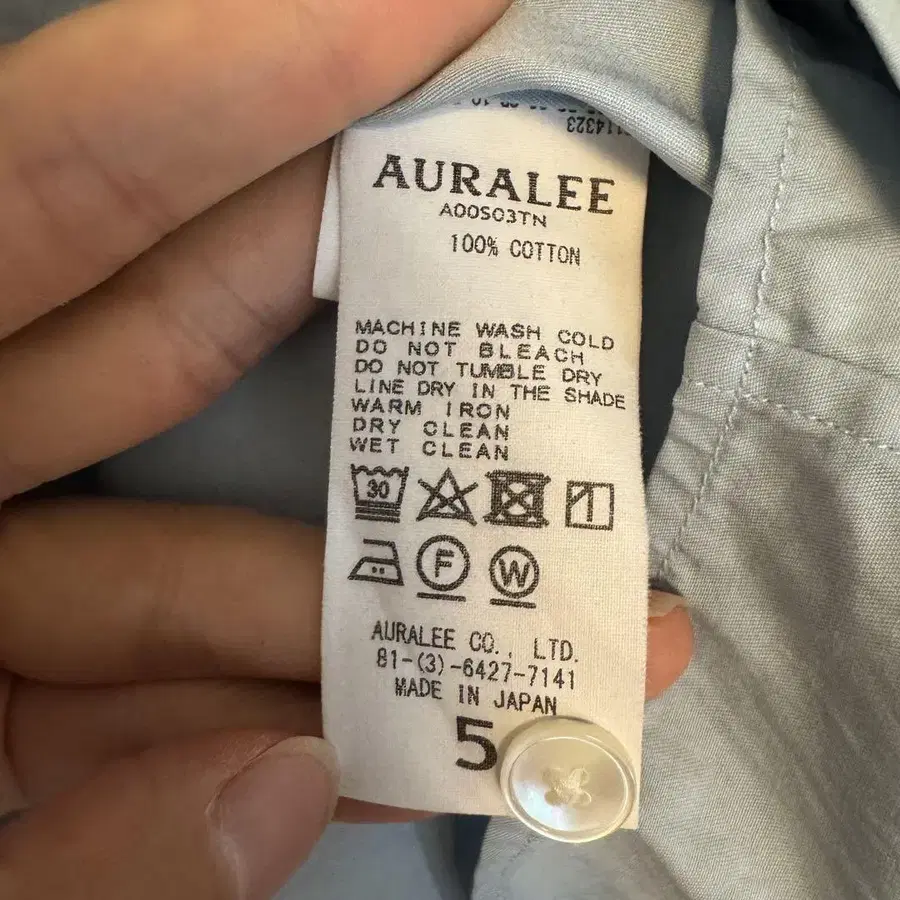 114323
AURALEE
A00S03TN
100% COTTON
MACHINE WASH COLD
DO NOT BLEACH
DO NOT TUMBLE DRY
LINE DRY IN THE SHADE
WARM IRON
DRY CLEAN
WET CLEAN
30
F W
AURALEE CO., LTD.
81-(3)-6427-7141
MADE IN JAPAN
5